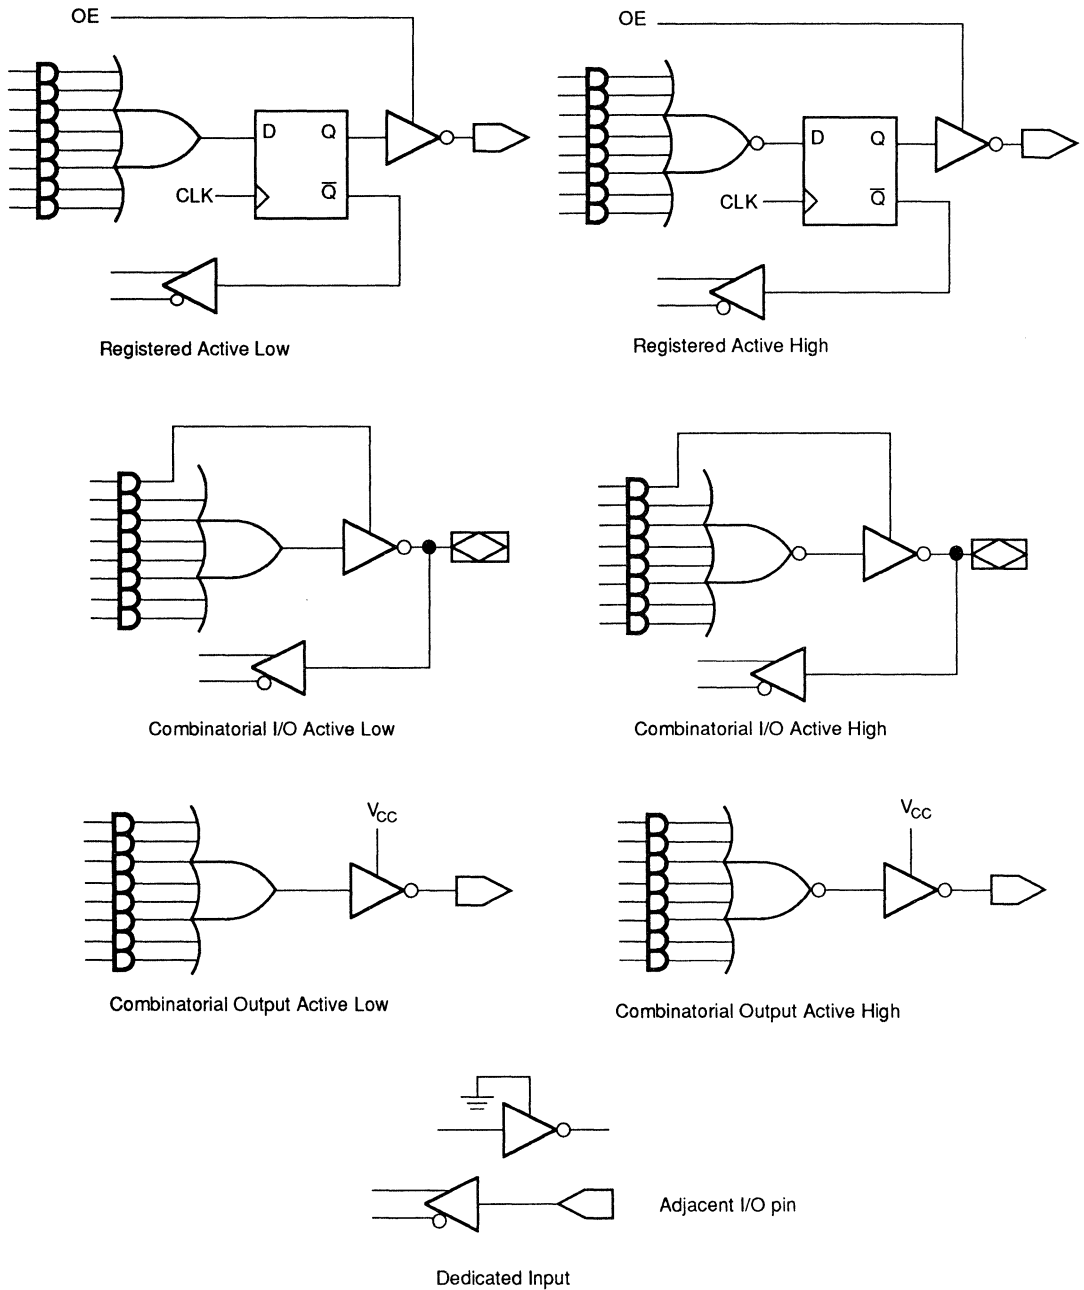 OE
D Q
CLK
Q̅
Registered Active Low
OE
D Q
CLK
Q̅
Registered Active High
Combinatorial I/O Active Low
Combinatorial I/O Active High
VCC
Combinatorial Output Active Low
VCC
Combinatorial Output Active High
Adjacent I/O pin
Dedicated Input